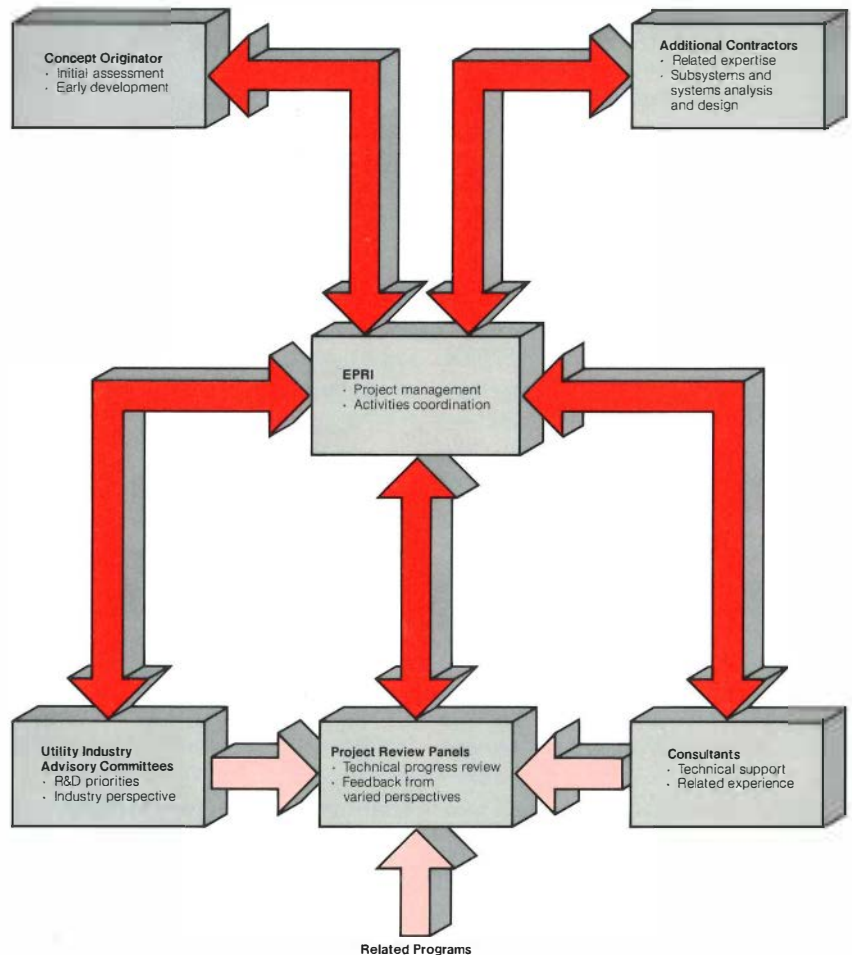 Concept Originator
· Initial assessment
· Early development
Additional Contractors
· Related expertise
· Subsystems and
systems analysis
and design
EPRI
· Project management
· Activities coordination
Utility Industry
Advisory Committees
· R&D priorities
· Industry perspective
Project Review Panels
· Technical progress review
· Feedback from
varied perspectives
Consultants
· Technical support
· Related experience
Related Programs